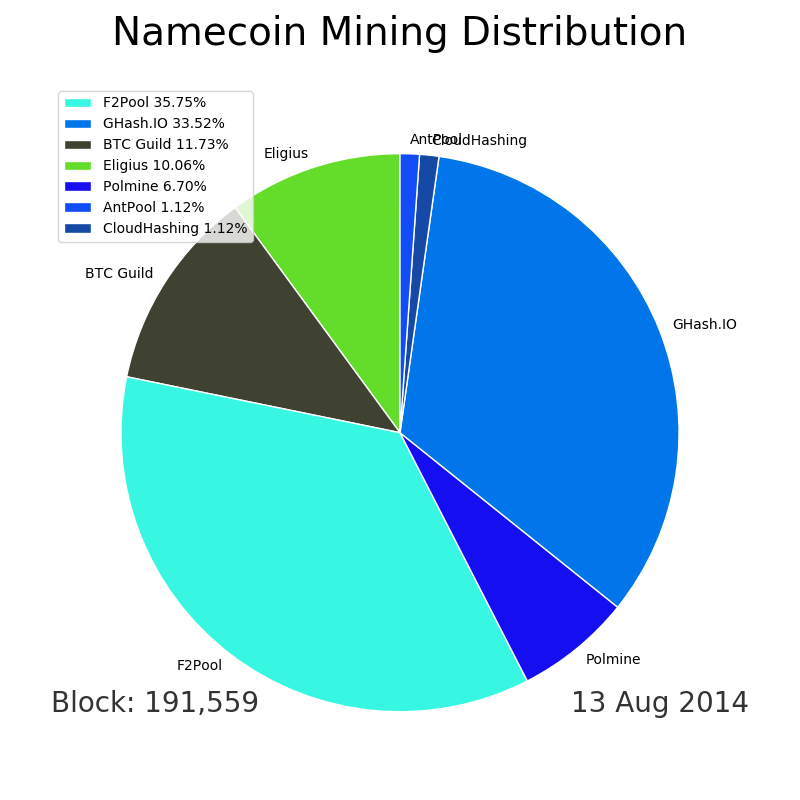 Namecoin Mining Distribution
F2Pool 35.75%
GHash.IO 33.52%
BTC Guild 11.73%
Eligius 10.06%
Polmine 6.70%
AntPool 1.12%
CloudHashing 1.12%
Eligius
AntPool
CloudHashing
BTC Guild
GHash.IO
F2Pool
Polmine
Block: 191,559
13 Aug 2014